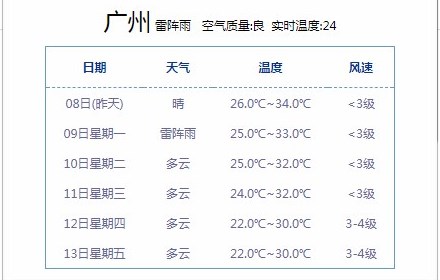 广州 雷阵雨 空气质量:良 实时温度:24
日期 天气 温度 风速
08日(昨天) 晴 26.0℃~34.0℃ <3级
09日星期一 雷阵雨 25.0℃~33.0℃ <3级
10日星期二 多云 25.0℃~32.0℃ <3级
11日星期三 多云 24.0℃~32.0℃ <3级
12日星期四 多云 22.0℃~30.0℃ 3-4级
13日星期五 多云 22.0℃~30.0℃ 3-4级